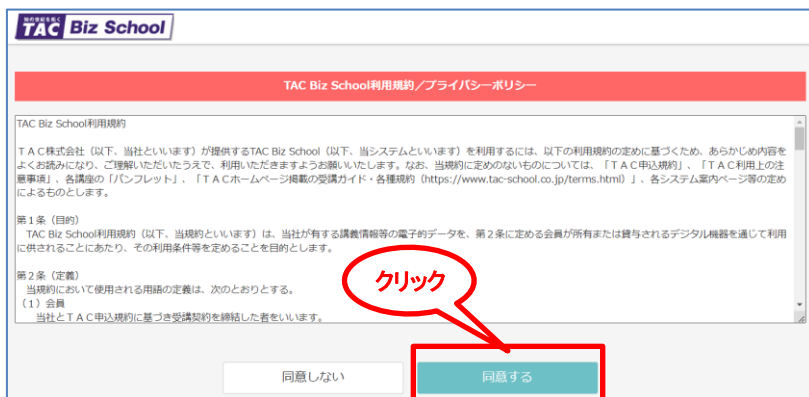 知の学校を拓く
TAC Biz School
TAC Biz School利用規約／プライバシーポリシー
TAC Biz School利用規約
ＴＡＣ株式会社（以下、当社といいます）が提供するTAC Biz School（以下、当システムといいます）を利用するには、以下の利用規約の定めに基づくため、あらかじめ内容を
よくお読みになり、ご理解いただいたうえで、利用いただきますようお願いいたします。なお、当規約に定めのないものについては、「ＴＡＣ申込規約」、「ＴＡＣ利用上の注
意事項」、各講座の「パンフレット」、「ＴＡＣホームページ掲載の受講ガイド・各種規約（https://www.tac-school.co.jp/terms.html）」、各システム案内ページ等の定め
によるものとします。
第１条（目的）
TAC Biz School利用規約（以下、当規約といいます）は、当社が有する講義情報等の電子的データを、第２条に定める会員が所有または貸与されるデジタル機器を通じて利用
に供されることにあたり、その利用条件等を定めることを目的とします。
第２条（定義）
当規約において使用される用語の定義は、次のとおりとする。
（１）会員
当社とＴＡＣ申込規約に基づき受講契約を締結した者をいいます。
クリック
同意しない
同意する